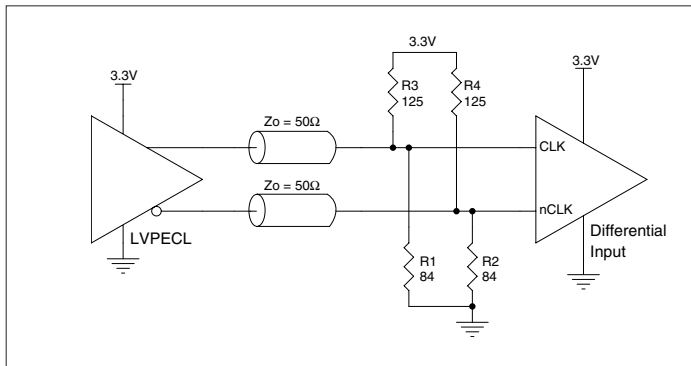 3.3V
3.3V
3.3V
R3
125
R4
125
Zo = 50Ω
CLK
Zo = 50Ω
nCLK
LVPECL
Differential
Input
R1
84
R2
84